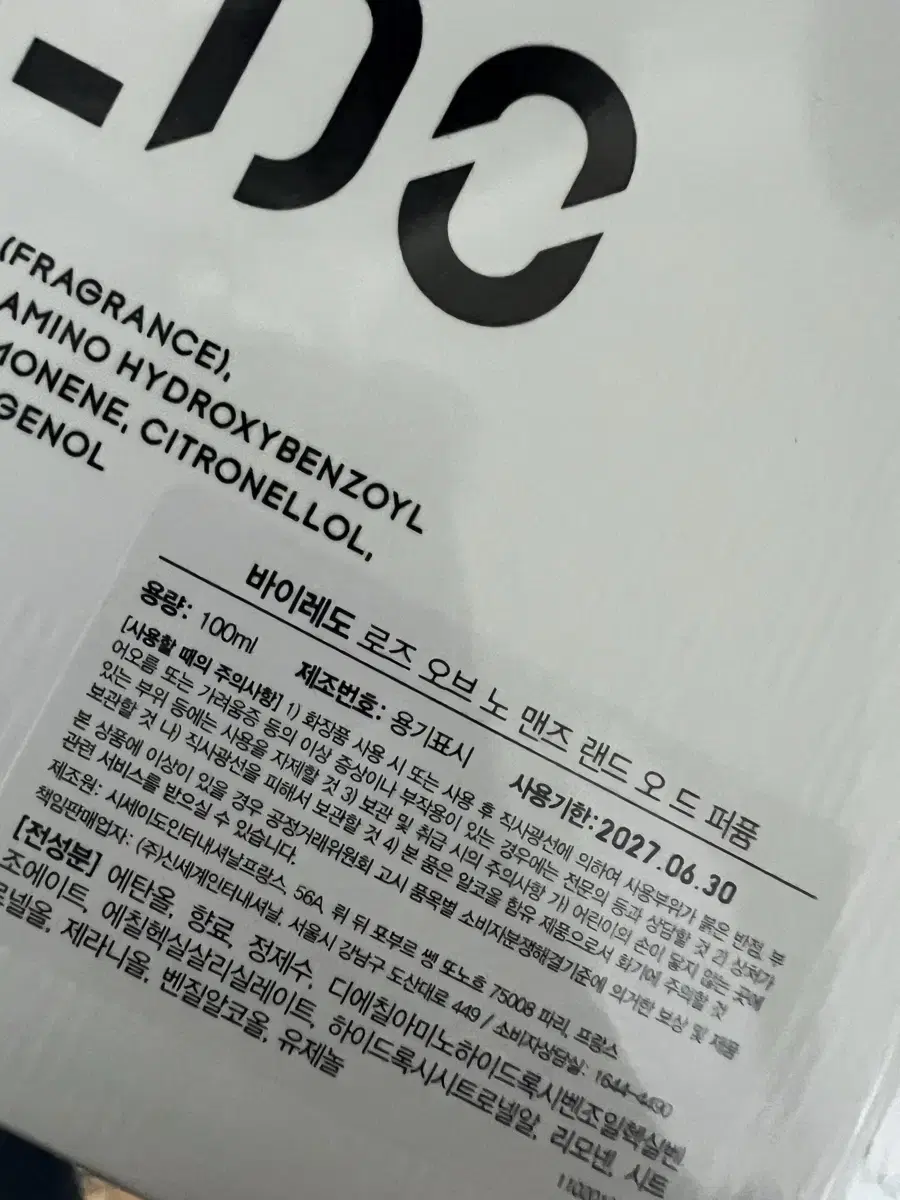 -DO
(FRAGRANCE),
AMINO HYDROXYBENZOYL
MONENE, CITRONELLOL,
GENOL
바이레도 로즈 오브 노 맨즈 랜드 오 드 퍼퓸
용량: 100ml 제조번호: 용기표시 사용기한:2027.06.30
[사용할 때의 주의사항] 1) 화장품 사용 시 또는 사용 후 직사광선에 의하여 사용부위가 붉은 반점, 부
어오름 또는 가려움증 등의 이상 증상이나 부작용이 있는 경우에는 전문의 등과 상담할 것 2) 상처가
있는 부위 등에는 사용을 자제할 것 3) 보관 및 취급 시의 주의사항 가) 어린이의 손이 닿지 않는 곳에
보관할 것 나) 직사광선을 피해서 보관할 것 4) 본 품은 알코올 함유 제품으로서 화기에 주의할 것
본 상품에 이상이 있을 경우 공정거래위원회 고시 품목별 소비자분쟁해결기준에 의거한 보상 및 제품
관련 서비스를 받으실 수 있습니다.
제조원: 시세이도인터내셔날프랑스, 56A, 뤼 뒤 포부르 쌩 또노흐 75008 파리, 프랑스
책임판매업자: (주)신세계인터내셔날, 서울시 강남구 도산대로 449 / 소비자상담실: 1644-4490
[전성분] 에탄올, 향료, 정제수, 디에칠아미노하이드록시벤조일헥실벤
조에이트, 에칠헥실살리실레이트, 하이드록시시트로넬알, 리모넨, 시트
로넬올, 제라니올, 벤질알코올, 유제놀